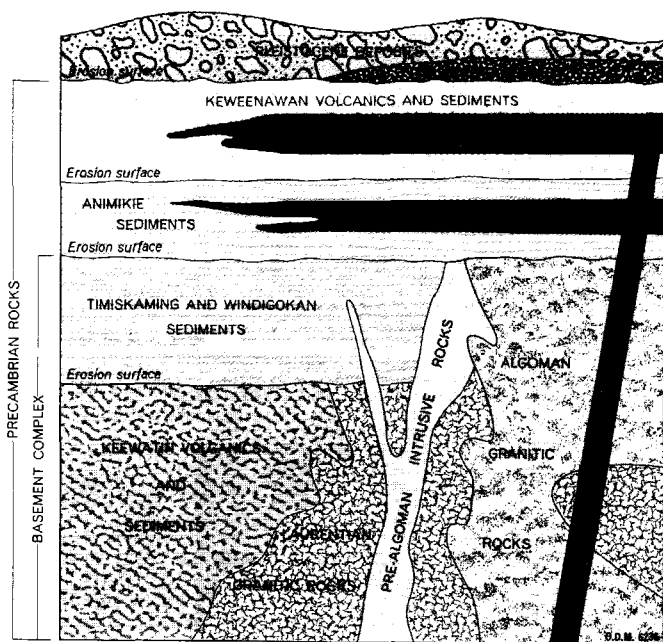 PLEISTOCENE DEPOSITS
Erosion surface
KEWEENAWAN VOLCANICS AND SEDIMENTS
Erosion surface
ANIMIKIE
SEDIMENTS
Erosion surface
TIMISKAMING AND WINDIGOKAN
SEDIMENTS
Erosion surface
KEEWATIN VOLCANICS
AND
SEDIMENTS
LAURENTIAN
GRANITIC ROCKS
PRE-ALGOMAN INTRUSIVE ROCKS
ALGOMAN
GRANITIC
ROCKS
PRECAMBRIAN ROCKS
BASEMENT COMPLEX
O.D.M.